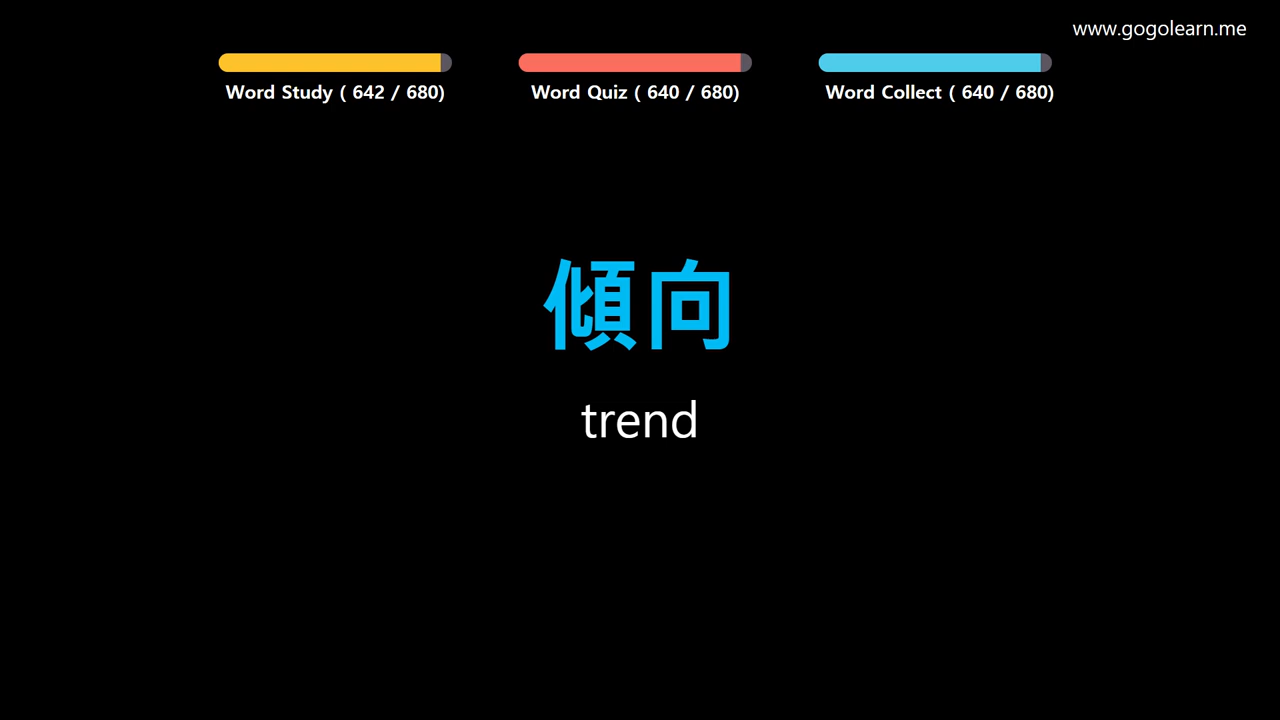 www.gogolearn.me
Word Study ( 642 / 680)
Word Quiz ( 640 / 680)
Word Collect ( 640 / 680)
傾向
trend